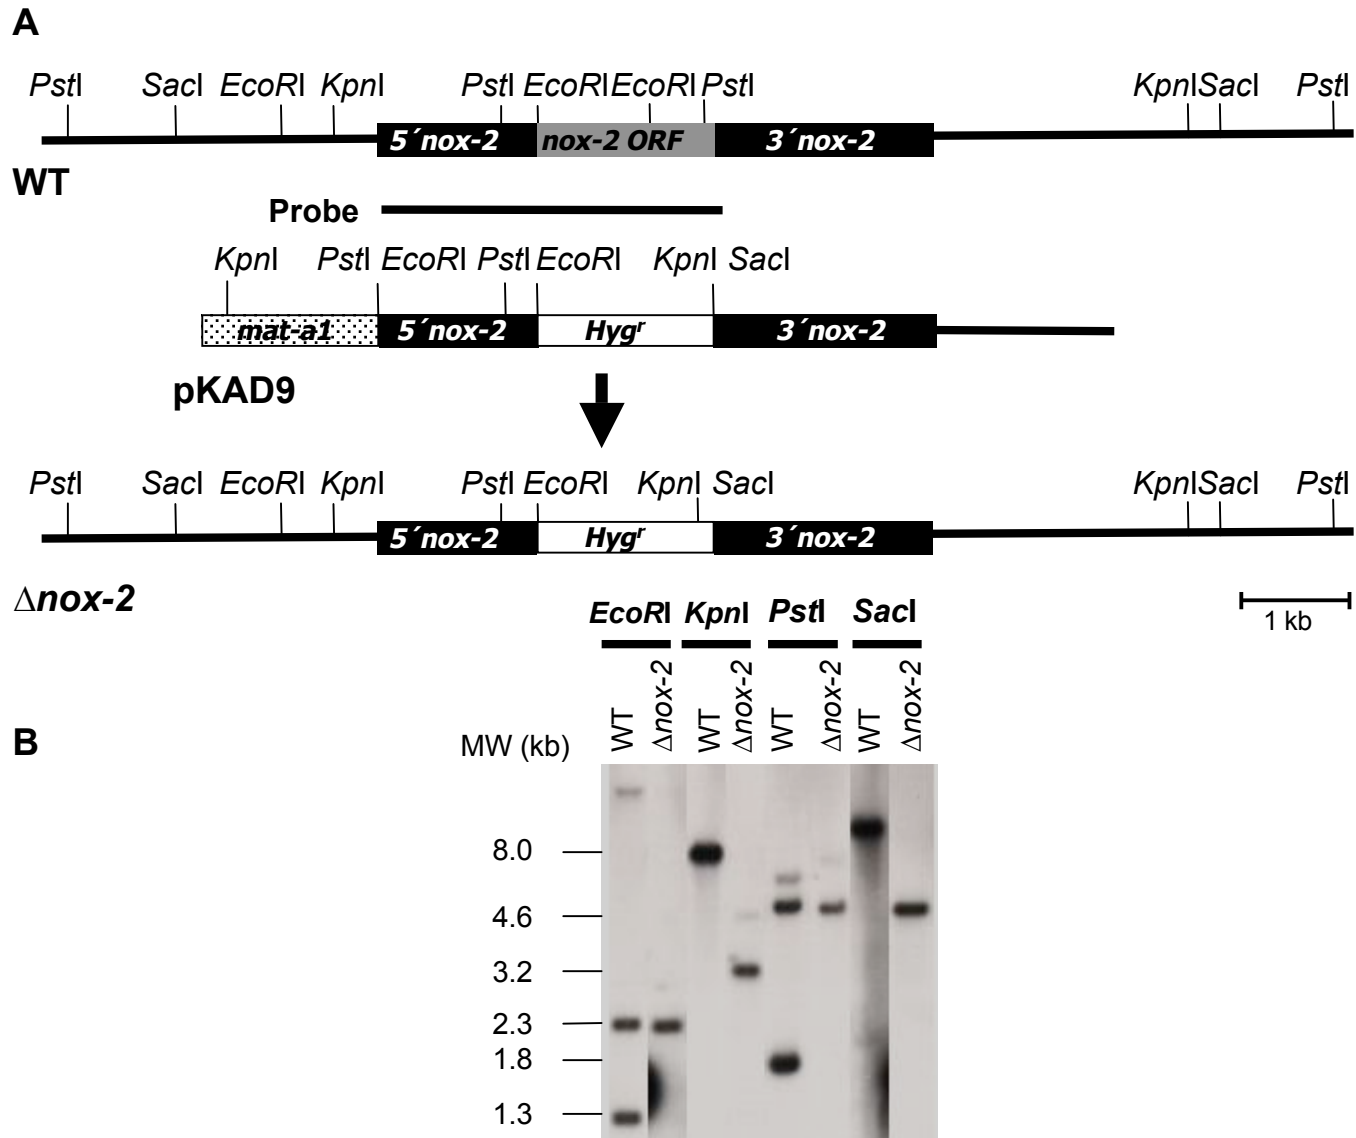 A
PstI SacI EcoRI KpnI PstI EcoRI EcoRI PstI KpnI SacI PstI
5´nox-2 nox-2 ORF 3´nox-2
WT
Probe
KpnI PstI EcoRI PstI EcoRI KpnI SacI
mat-a1 5´nox-2 Hygr 3´nox-2
pKAD9
PstI SacI EcoRI KpnI PstI EcoRI KpnI SacI KpnI SacI PstI
5´nox-2 Hygr 3´nox-2
Δnox-2
1 kb
EcoRI KpnI PstI SacI
WT Δnox-2 WT Δnox-2 WT Δnox-2 WT Δnox-2
B
MW (kb)
8.0
4.6
3.2
2.3
1.8
1.3